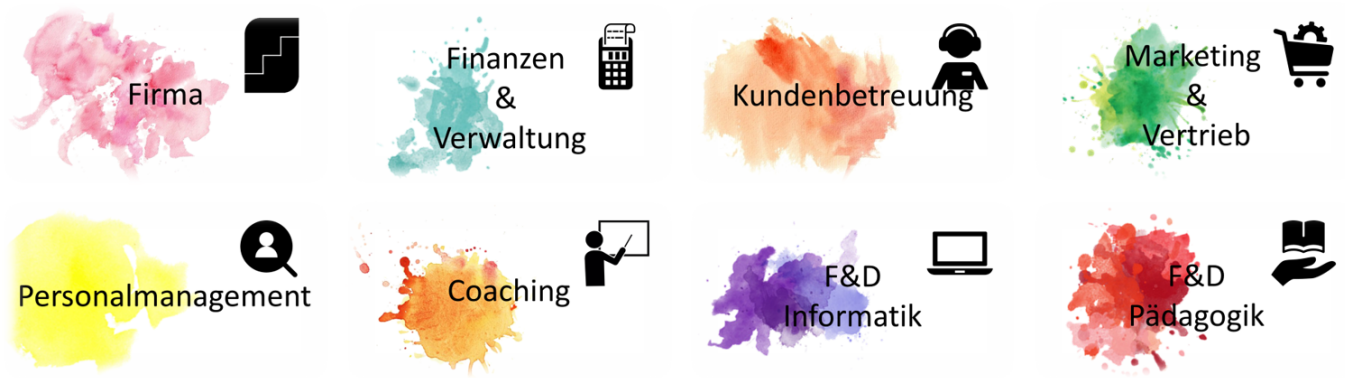 Firma
Finanzen
&
Verwaltung
Kundenbetreuung
Marketing
&
Vertrieb
Personalmanagement
Coaching
F&D
Informatik
F&D
Pädagogik